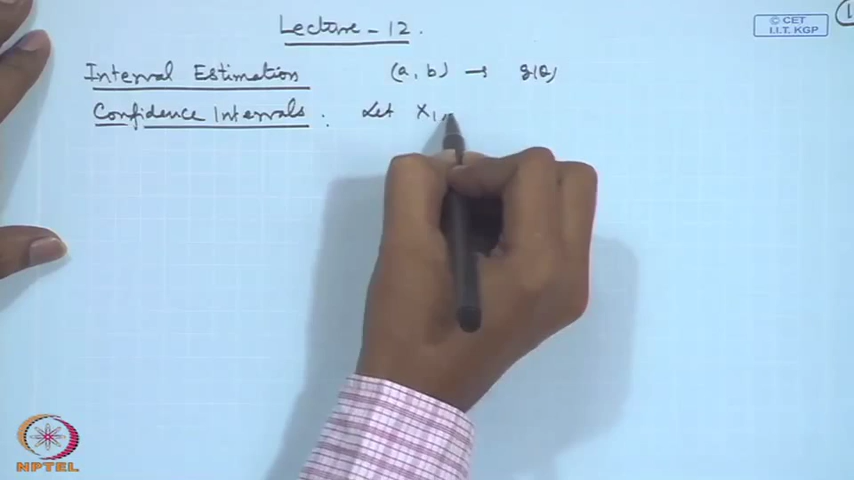 Lecture - 12.
© CET
I.I.T. KGP
Interval Estimation (a, b) → g(θ)
Confidence Intervals : Let X1,
NPTEL